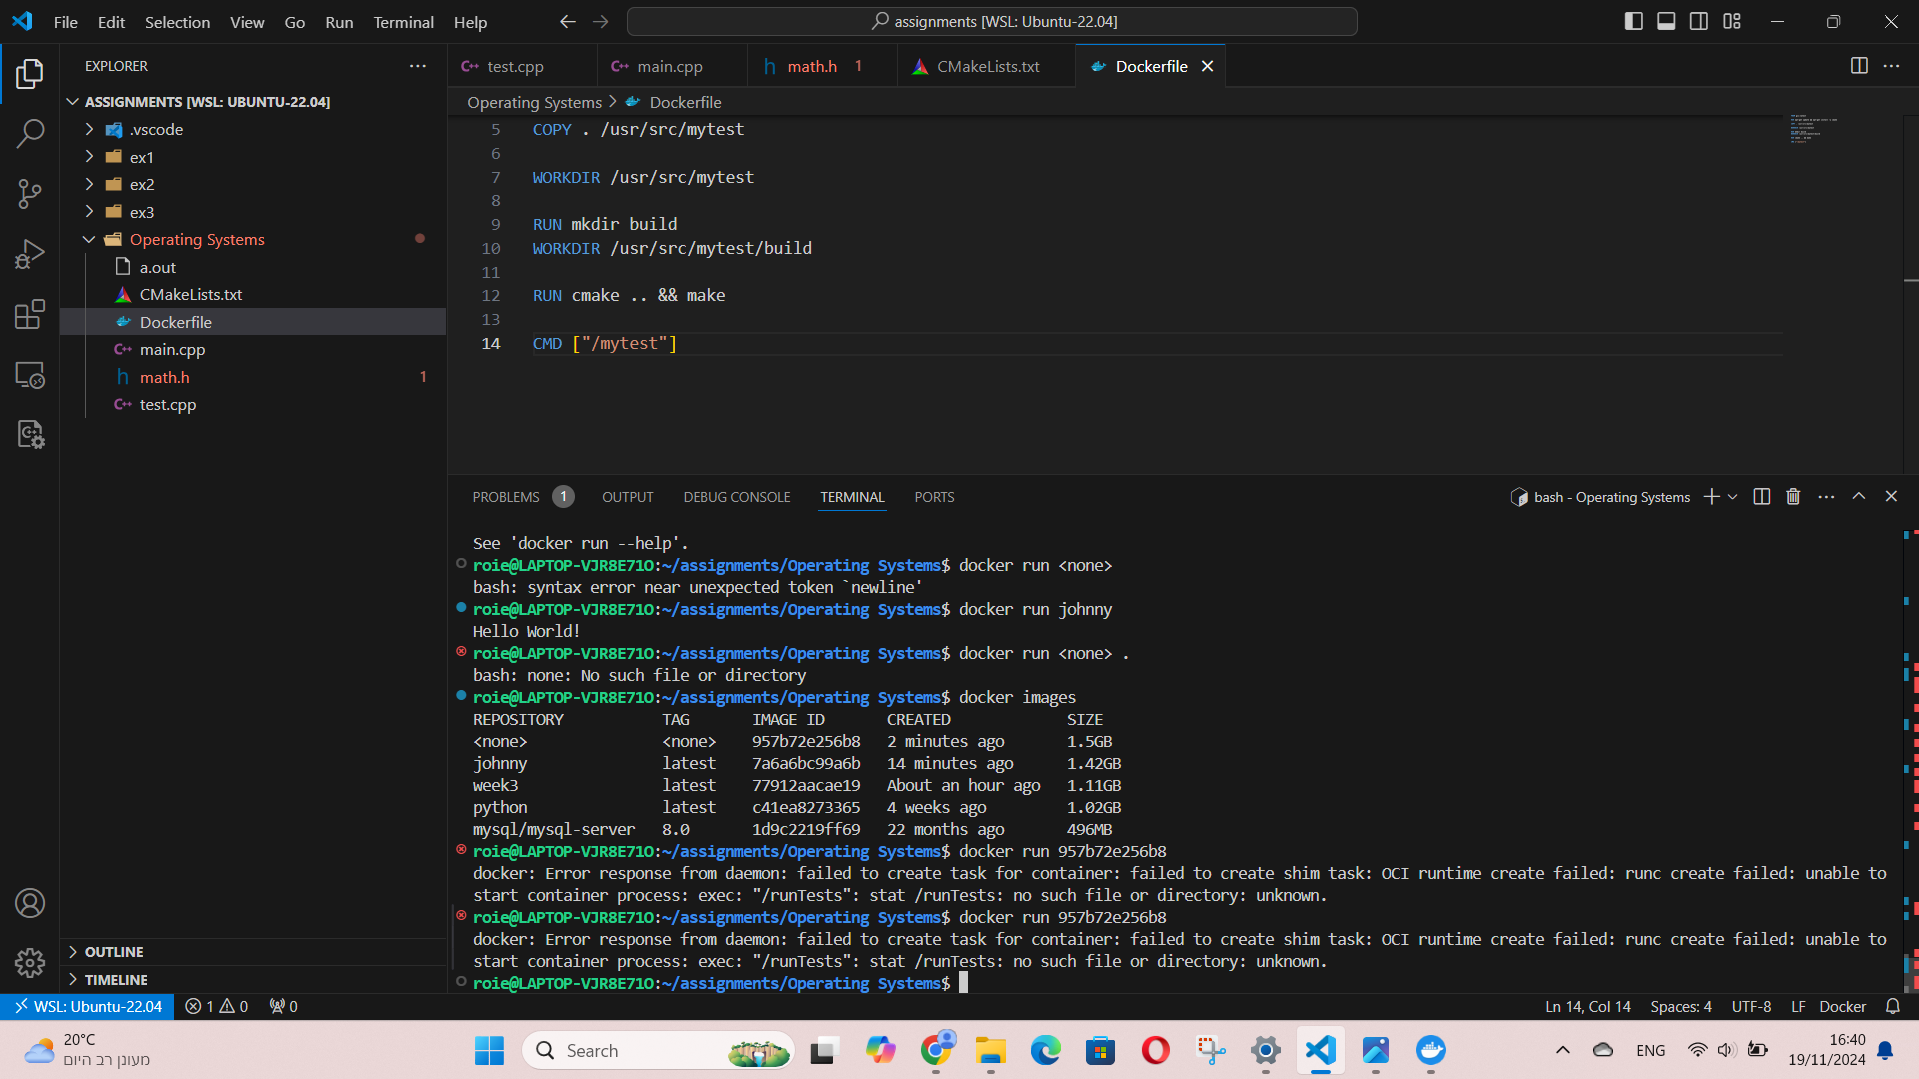 File Edit Selection View Go Run Terminal Help
assignments [WSL: Ubuntu-22.04]
EXPLORER
ASSIGNMENTS [WSL: UBUNTU-22.04]
.vscode
ex1
ex2
ex3
Operating Systems
a.out
CMakeLists.txt
Dockerfile
main.cpp
math.h 1
test.cpp
OUTLINE
TIMELINE
test.cpp main.cpp math.h 1 CMakeLists.txt Dockerfile
Operating Systems > Dockerfile
5 COPY . /usr/src/mytest
6
7 WORKDIR /usr/src/mytest
8
9 RUN mkdir build
10 WORKDIR /usr/src/mytest/build
11
12 RUN cmake .. && make
13
14 CMD ["/mytest"]
PROBLEMS 1 OUTPUT DEBUG CONSOLE TERMINAL PORTS
bash - Operating Systems
See 'docker run --help'.
roie@LAPTOP-VJR8E71O:~/assignments/Operating Systems$ docker run <none>
bash: syntax error near unexpected token `newline'
roie@LAPTOP-VJR8E71O:~/assignments/Operating Systems$ docker run johnny
Hello World!
roie@LAPTOP-VJR8E71O:~/assignments/Operating Systems$ docker run <none> .
bash: none: No such file or directory
roie@LAPTOP-VJR8E71O:~/assignments/Operating Systems$ docker images
REPOSITORY TAG IMAGE ID CREATED SIZE
<none> <none> 957b72e256b8 2 minutes ago 1.5GB
johnny latest 7a6a6bc99a6b 14 minutes ago 1.42GB
week3 latest 77912aacae19 About an hour ago 1.11GB
python latest c41ea8273365 4 weeks ago 1.02GB
mysql/mysql-server 8.0 1d9c2219ff69 22 months ago 496MB
roie@LAPTOP-VJR8E71O:~/assignments/Operating Systems$ docker run 957b72e256b8
docker: Error response from daemon: failed to create task for container: failed to create shim task: OCI runtime create failed: runc create failed: unable to
start container process: exec: "/runTests": stat /runTests: no such file or directory: unknown.
roie@LAPTOP-VJR8E71O:~/assignments/Operating Systems$ docker run 957b72e256b8
docker: Error response from daemon: failed to create task for container: failed to create shim task: OCI runtime create failed: runc create failed: unable to
start container process: exec: "/runTests": stat /runTests: no such file or directory: unknown.
roie@LAPTOP-VJR8E71O:~/assignments/Operating Systems$
WSL: Ubuntu-22.04 1 0 0
Ln 14, Col 14 Spaces: 4 UTF-8 LF Docker
20°C
מעונן רב היום
Search
ENG
16:40
19/11/2024